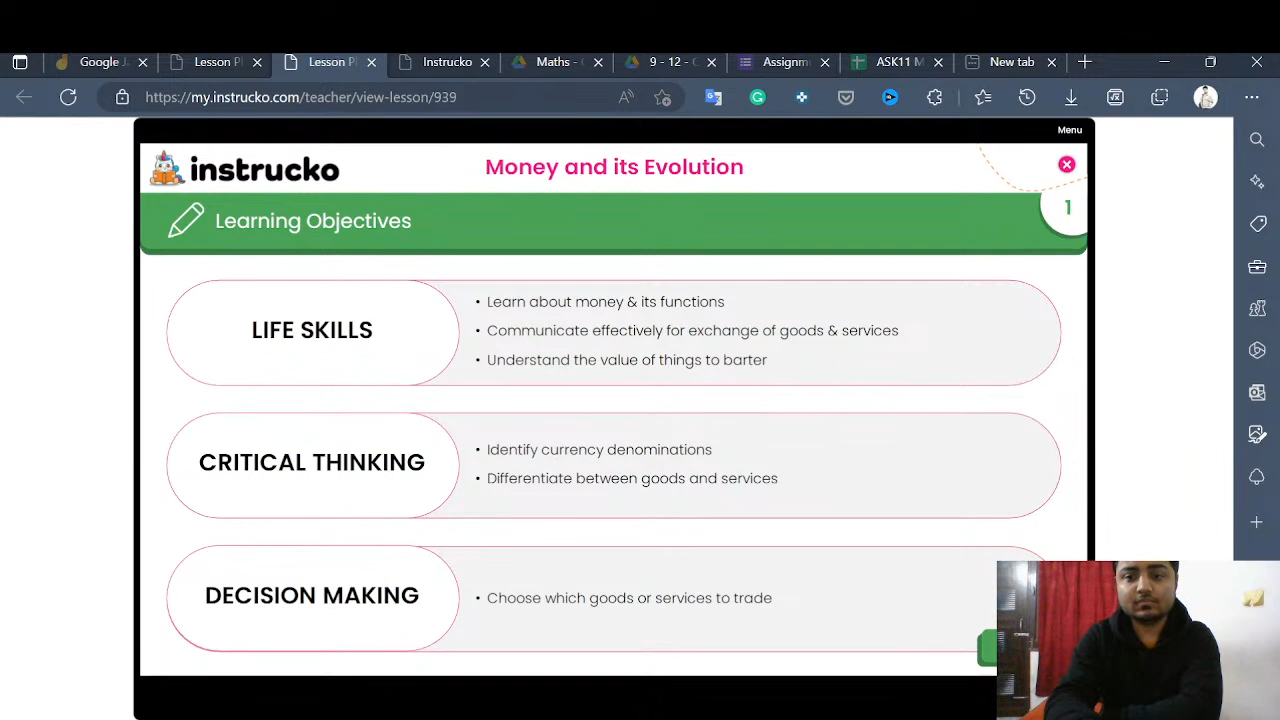 Google J
Lesson Pl
Lesson Pl
Instrucko
Maths -
9 - 12 -
Assignm
ASK11 M
New tab
https://my.instrucko.com/teacher/view-lesson/939
Menu
instrucko
Money and its Evolution
Learning Objectives
1
LIFE SKILLS
• Learn about money & its functions
• Communicate effectively for exchange of goods & services
• Understand the value of things to barter
CRITICAL THINKING
• Identify currency denominations
• Differentiate between goods and services
DECISION MAKING
• Choose which goods or services to trade